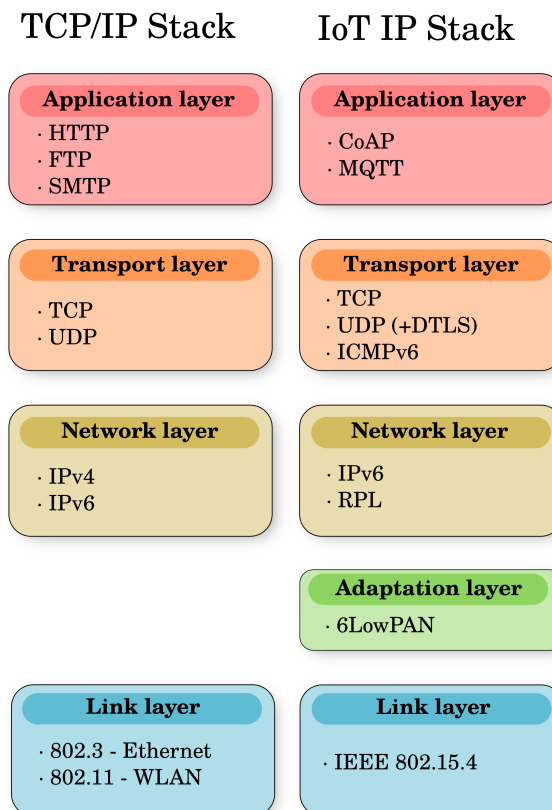 TCP/IP Stack
Application layer
· HTTP
· FTP
· SMTP
Transport layer
· TCP
· UDP
Network layer
· IPv4
· IPv6
Link layer
· 802.3 - Ethernet
· 802.11 - WLAN
IoT IP Stack
Application layer
· CoAP
· MQTT
Transport layer
· TCP
· UDP (+DTLS)
· ICMPv6
Network layer
· IPv6
· RPL
Adaptation layer
· 6LowPAN
Link layer
· IEEE 802.15.4